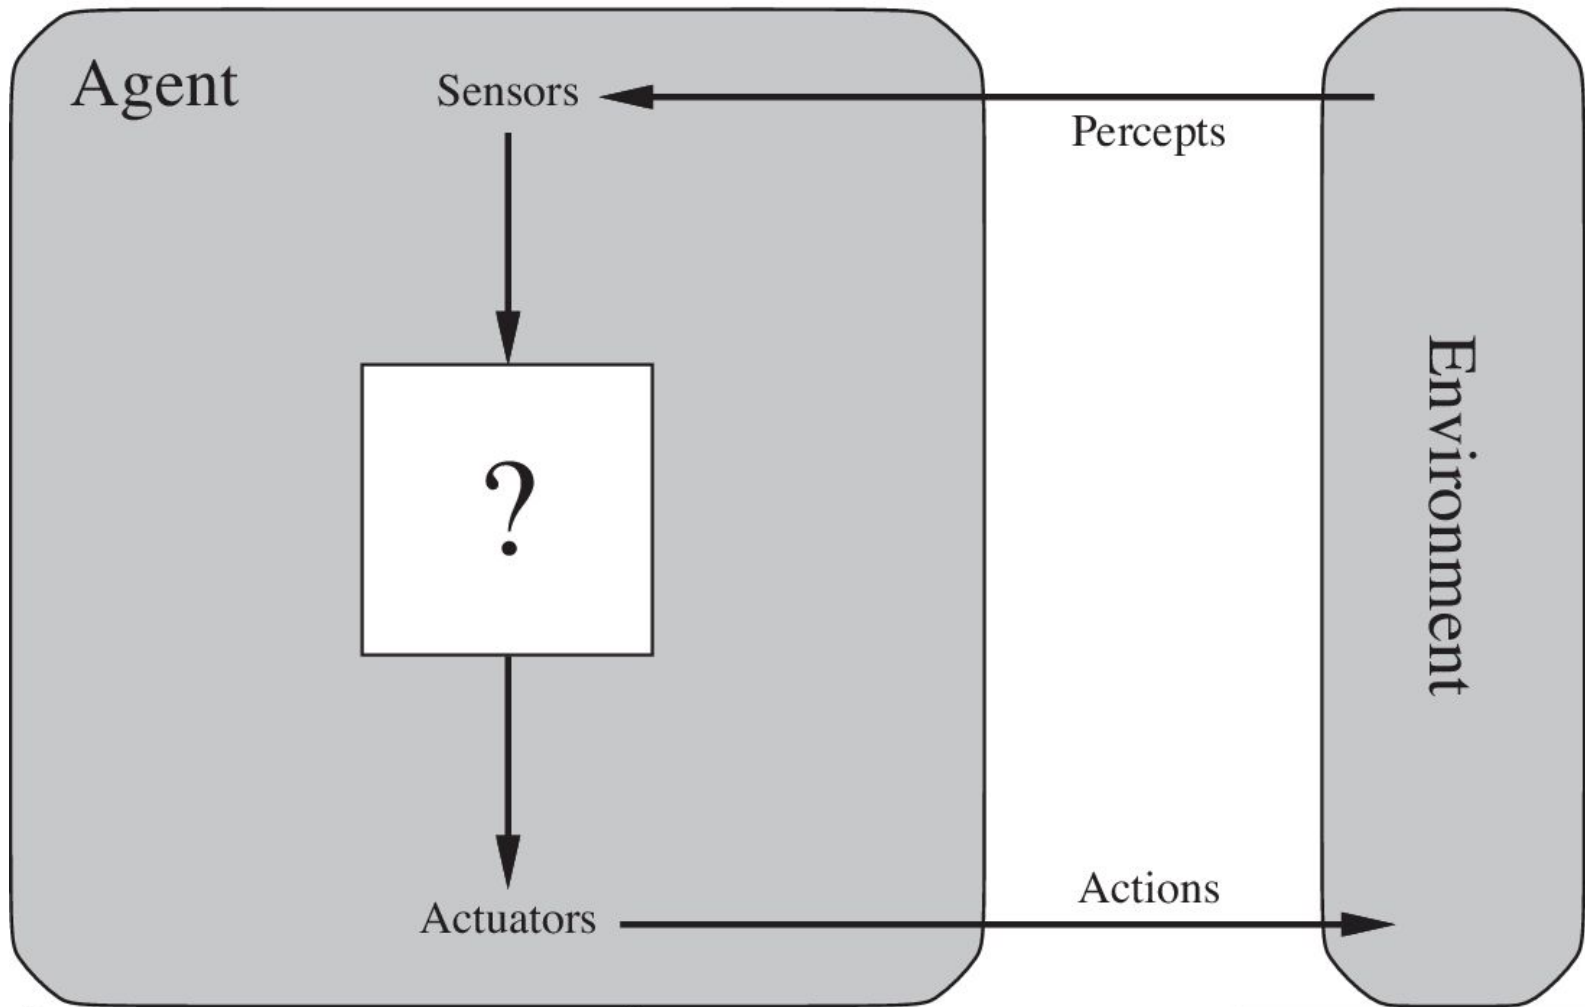 Agent
Sensors
Percepts
?
Environment
Actions
Actuators